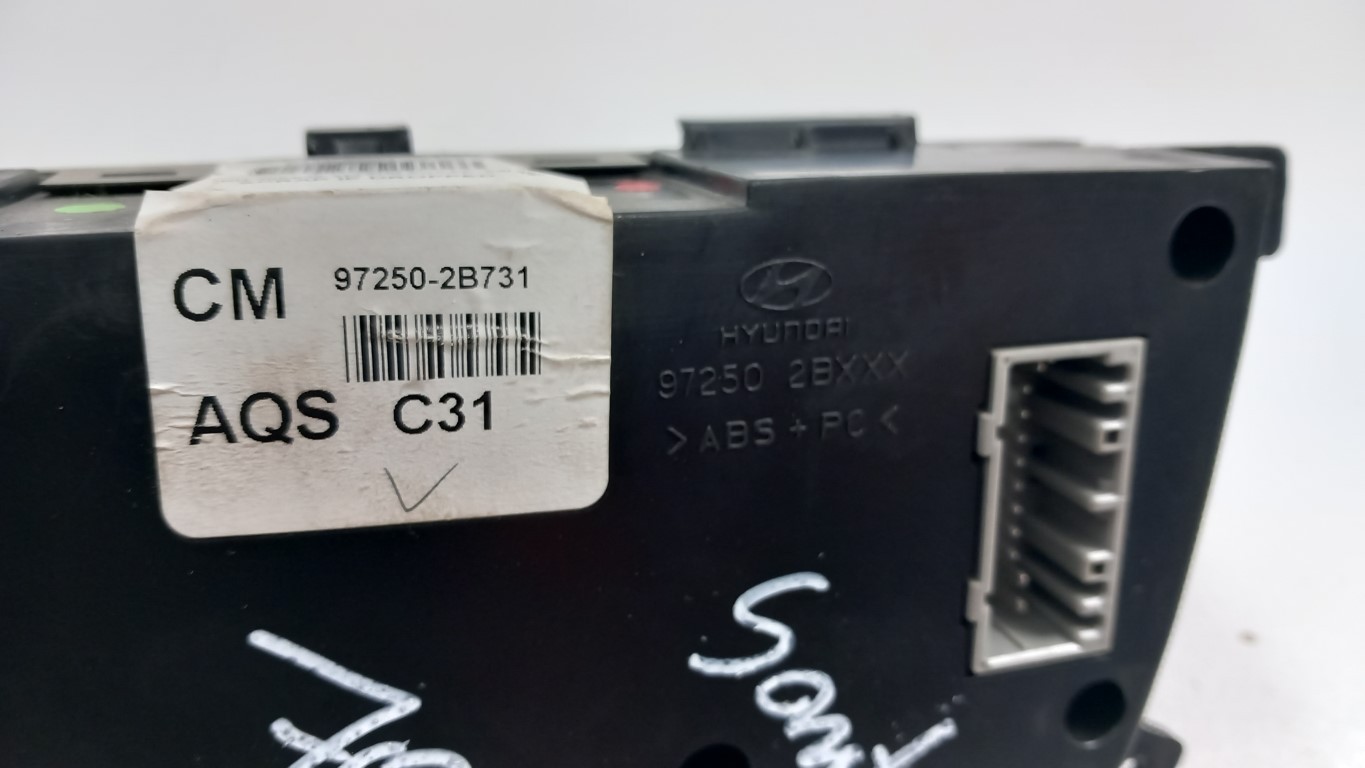 CM 97250-2B731
AQS C31
HYUNDAI
97250 2BXXX
>ABS + PC<